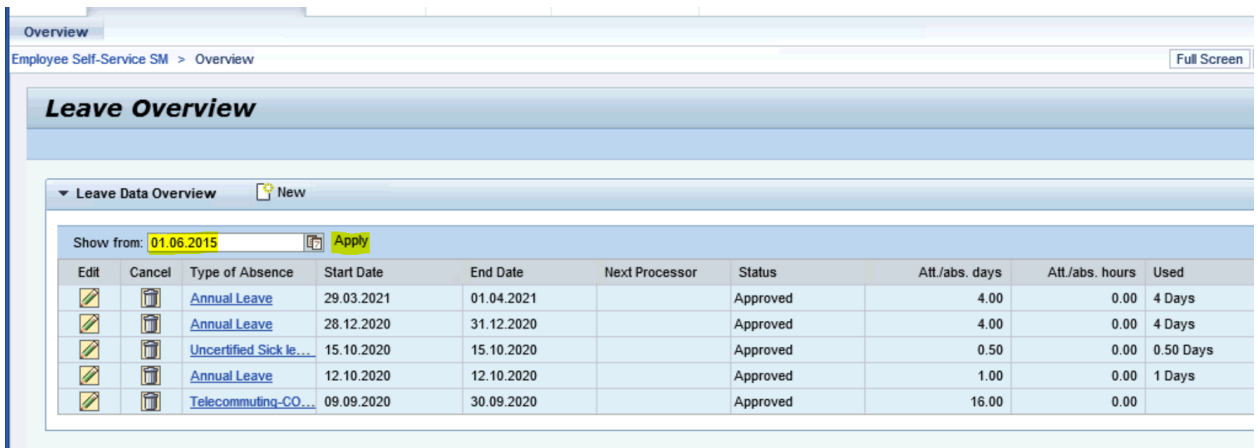 Overview
Employee Self-Service SM > Overview Full Screen
Leave Overview
Leave Data Overview New
Show from: 01.06.2015 Apply
Edit Cancel Type of Absence Start Date End Date Next Processor Status Att./abs. days Att./abs. hours Used
Annual Leave 29.03.2021 01.04.2021 Approved 4.00 0.00 4 Days
Annual Leave 28.12.2020 31.12.2020 Approved 4.00 0.00 4 Days
Uncertified Sick le... 15.10.2020 15.10.2020 Approved 0.50 0.00 0.50 Days
Annual Leave 12.10.2020 12.10.2020 Approved 1.00 0.00 1 Days
Telecommuting-CO... 09.09.2020 30.09.2020 Approved 16.00 0.00